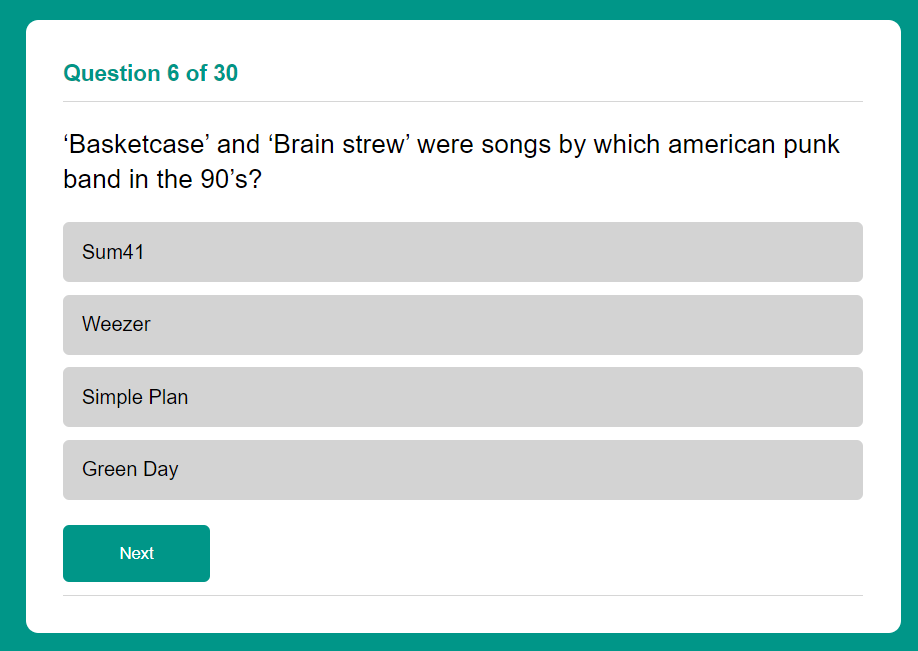 Question 6 of 30
‘Basketcase’ and ‘Brain strew’ were songs by which american punk
band in the 90’s?
Sum41
Weezer
Simple Plan
Green Day
Next